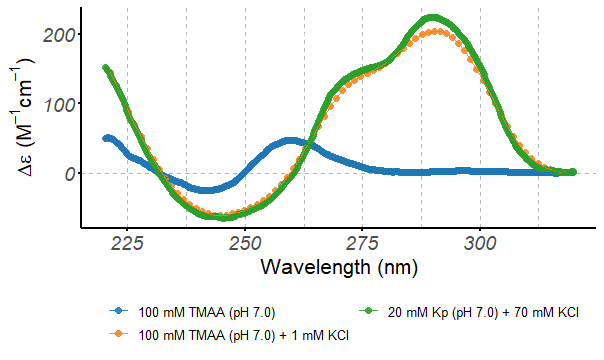 200
100
0
Δε (M⁻¹cm⁻¹)
225 250 275 300
Wavelength (nm)
100 mM TMAA (pH 7.0) 20 mM Kp (pH 7.0) + 70 mM KCl
100 mM TMAA (pH 7.0) + 1 mM KCl